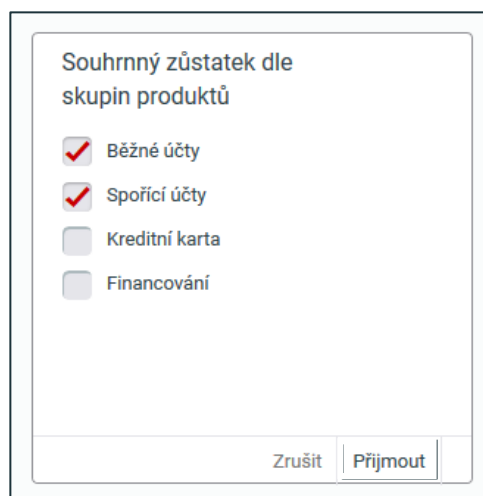 Souhrnný zůstatek dle
skupin produktů
Běžné účty
Spořící účty
Kreditní karta
Financování
Zrušit
Přijmout